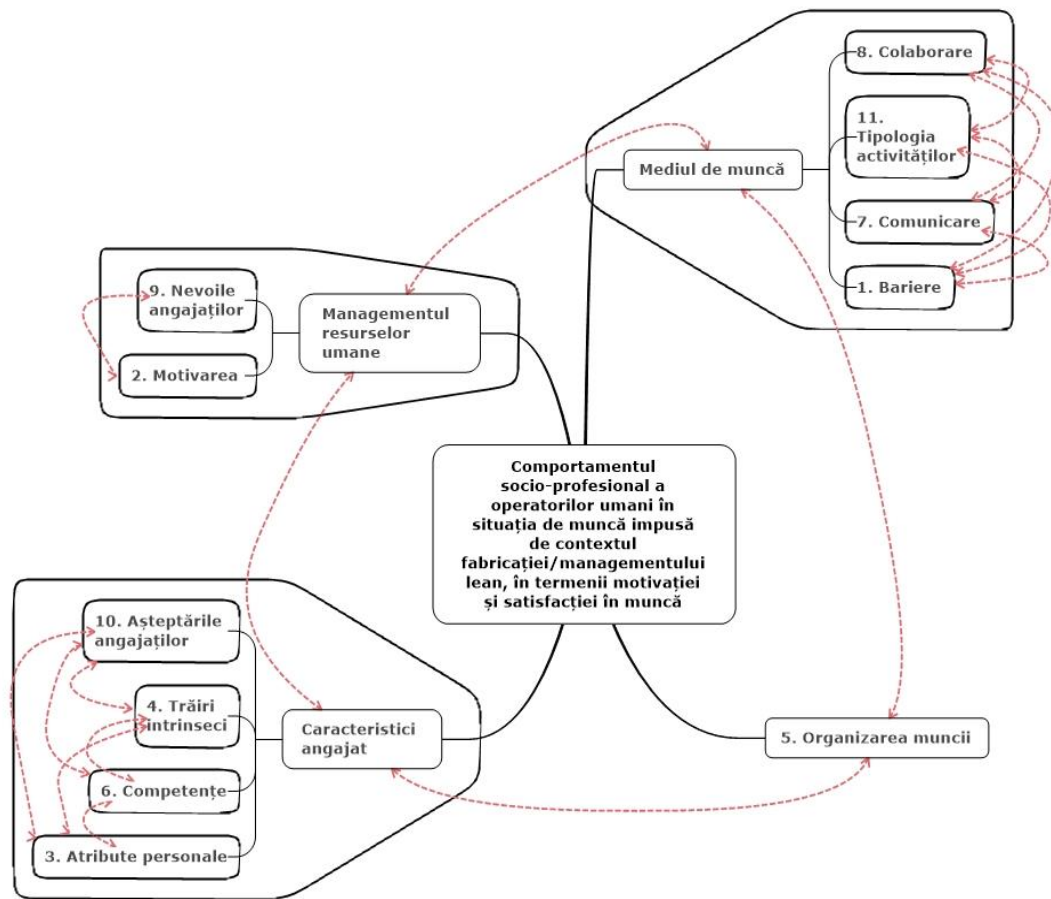 8. Colaborare
11.
Tipologia
activităților
Mediul de muncă
7. Comunicare
1. Bariere
9. Nevoile
angajaților
2. Motivarea
Managementul
resurselor
umane
Comportamentul
socio-profesional a
operatorilor umani în
situația de muncă impusă
de contextul
fabricației/managementului
lean, în termenii motivației
și satisfacției în muncă
10. Așteptările
angajaților
4. Trăiri
intrinseci
Caracteristici
angajat
6. Competențe
3. Atribute personale
5. Organizarea muncii